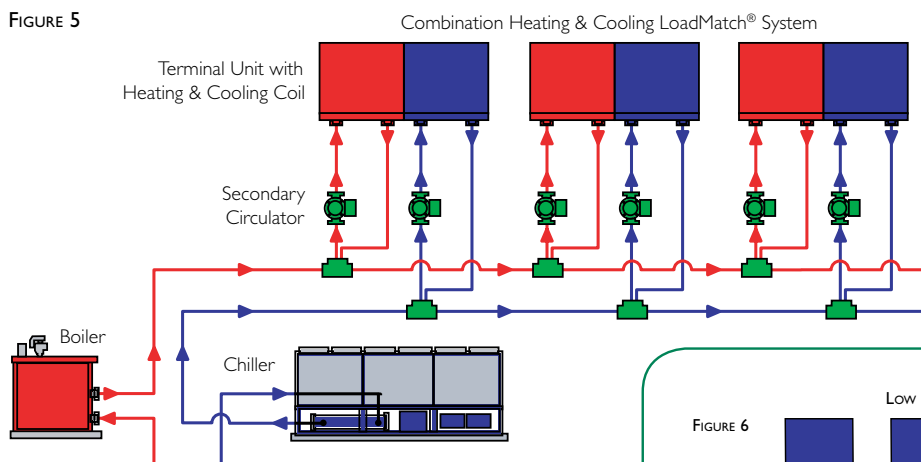 FIGURE 5
Combination Heating & Cooling LoadMatch® System
Terminal Unit with
Heating & Cooling Coil
Secondary
Circulator
Boiler
Chiller
Low
FIGURE 6